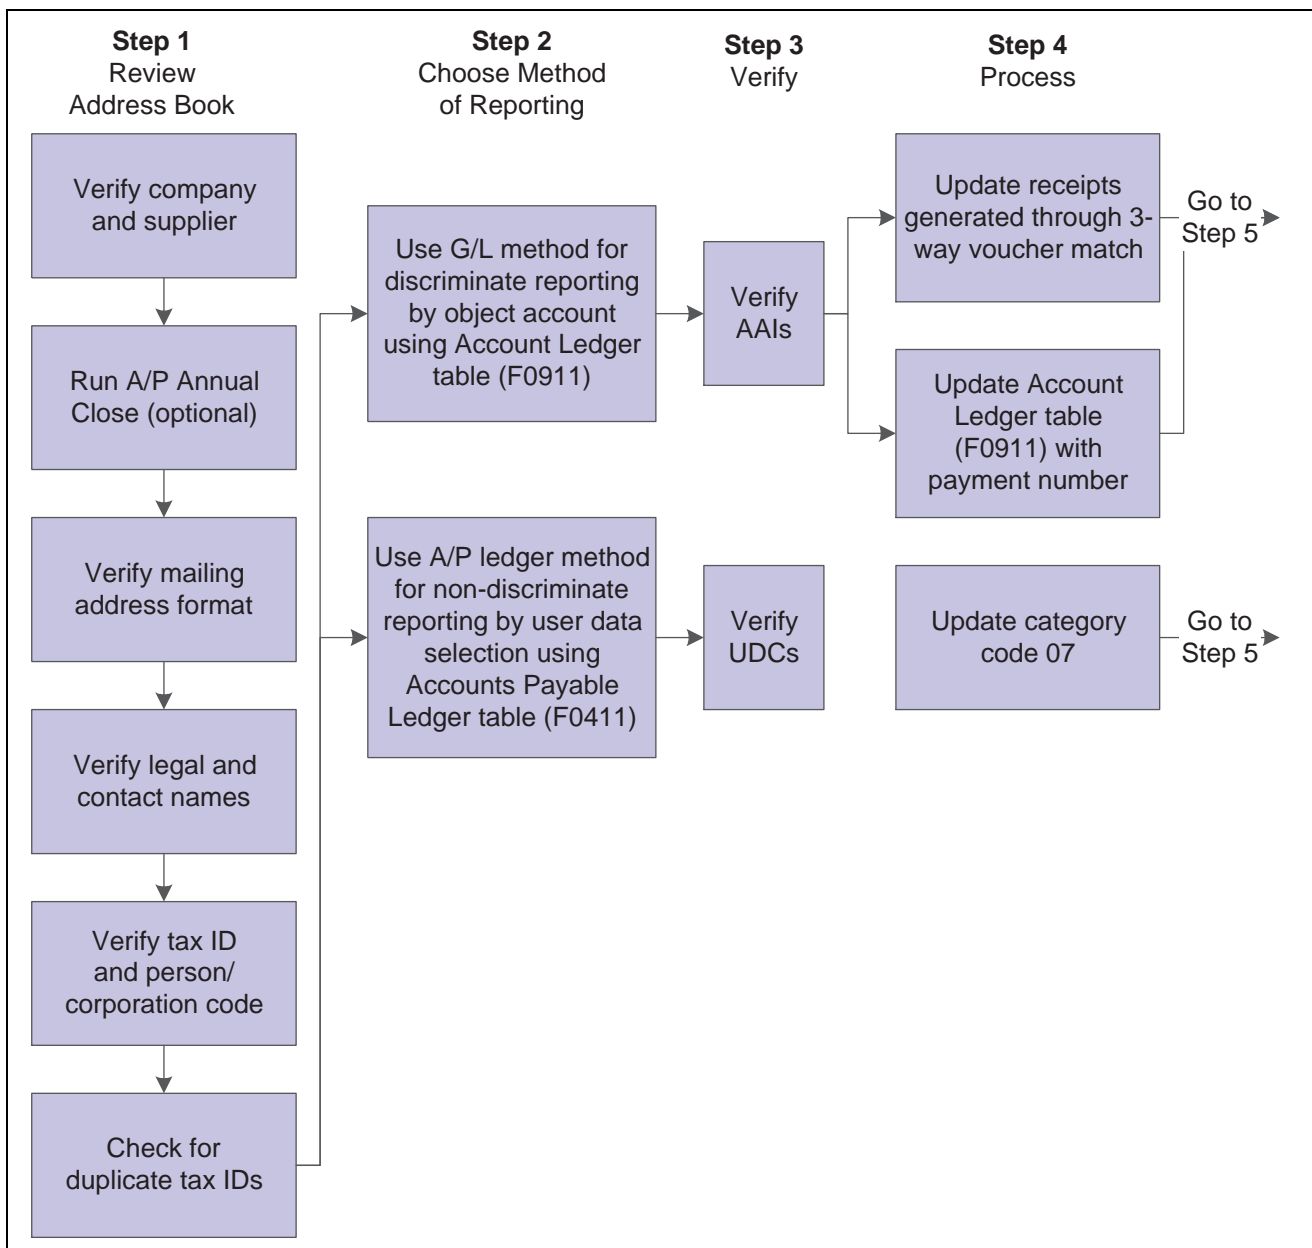 Step 1
Review
Address Book
Step 2
Choose Method
of Reporting
Step 3
Verify
Step 4
Process
Verify company
and supplier
Run A/P Annual
Close (optional)
Verify mailing
address format
Verify legal and
contact names
Verify tax ID
and person/
corporation code
Check for
duplicate tax IDs
Use G/L method for
discriminate reporting
by object account
using Account Ledger
table (F0911)
Use A/P ledger method
for non-discriminate
reporting by user data
selection using
Accounts Payable
Ledger table (F0411)
Verify
AAIs
Verify
UDCs
Update receipts
generated through 3-
way voucher match
Update Account
Ledger table
(F0911) with
payment number
Update category
code 07
Go to
Step 5
Go to
Step 5